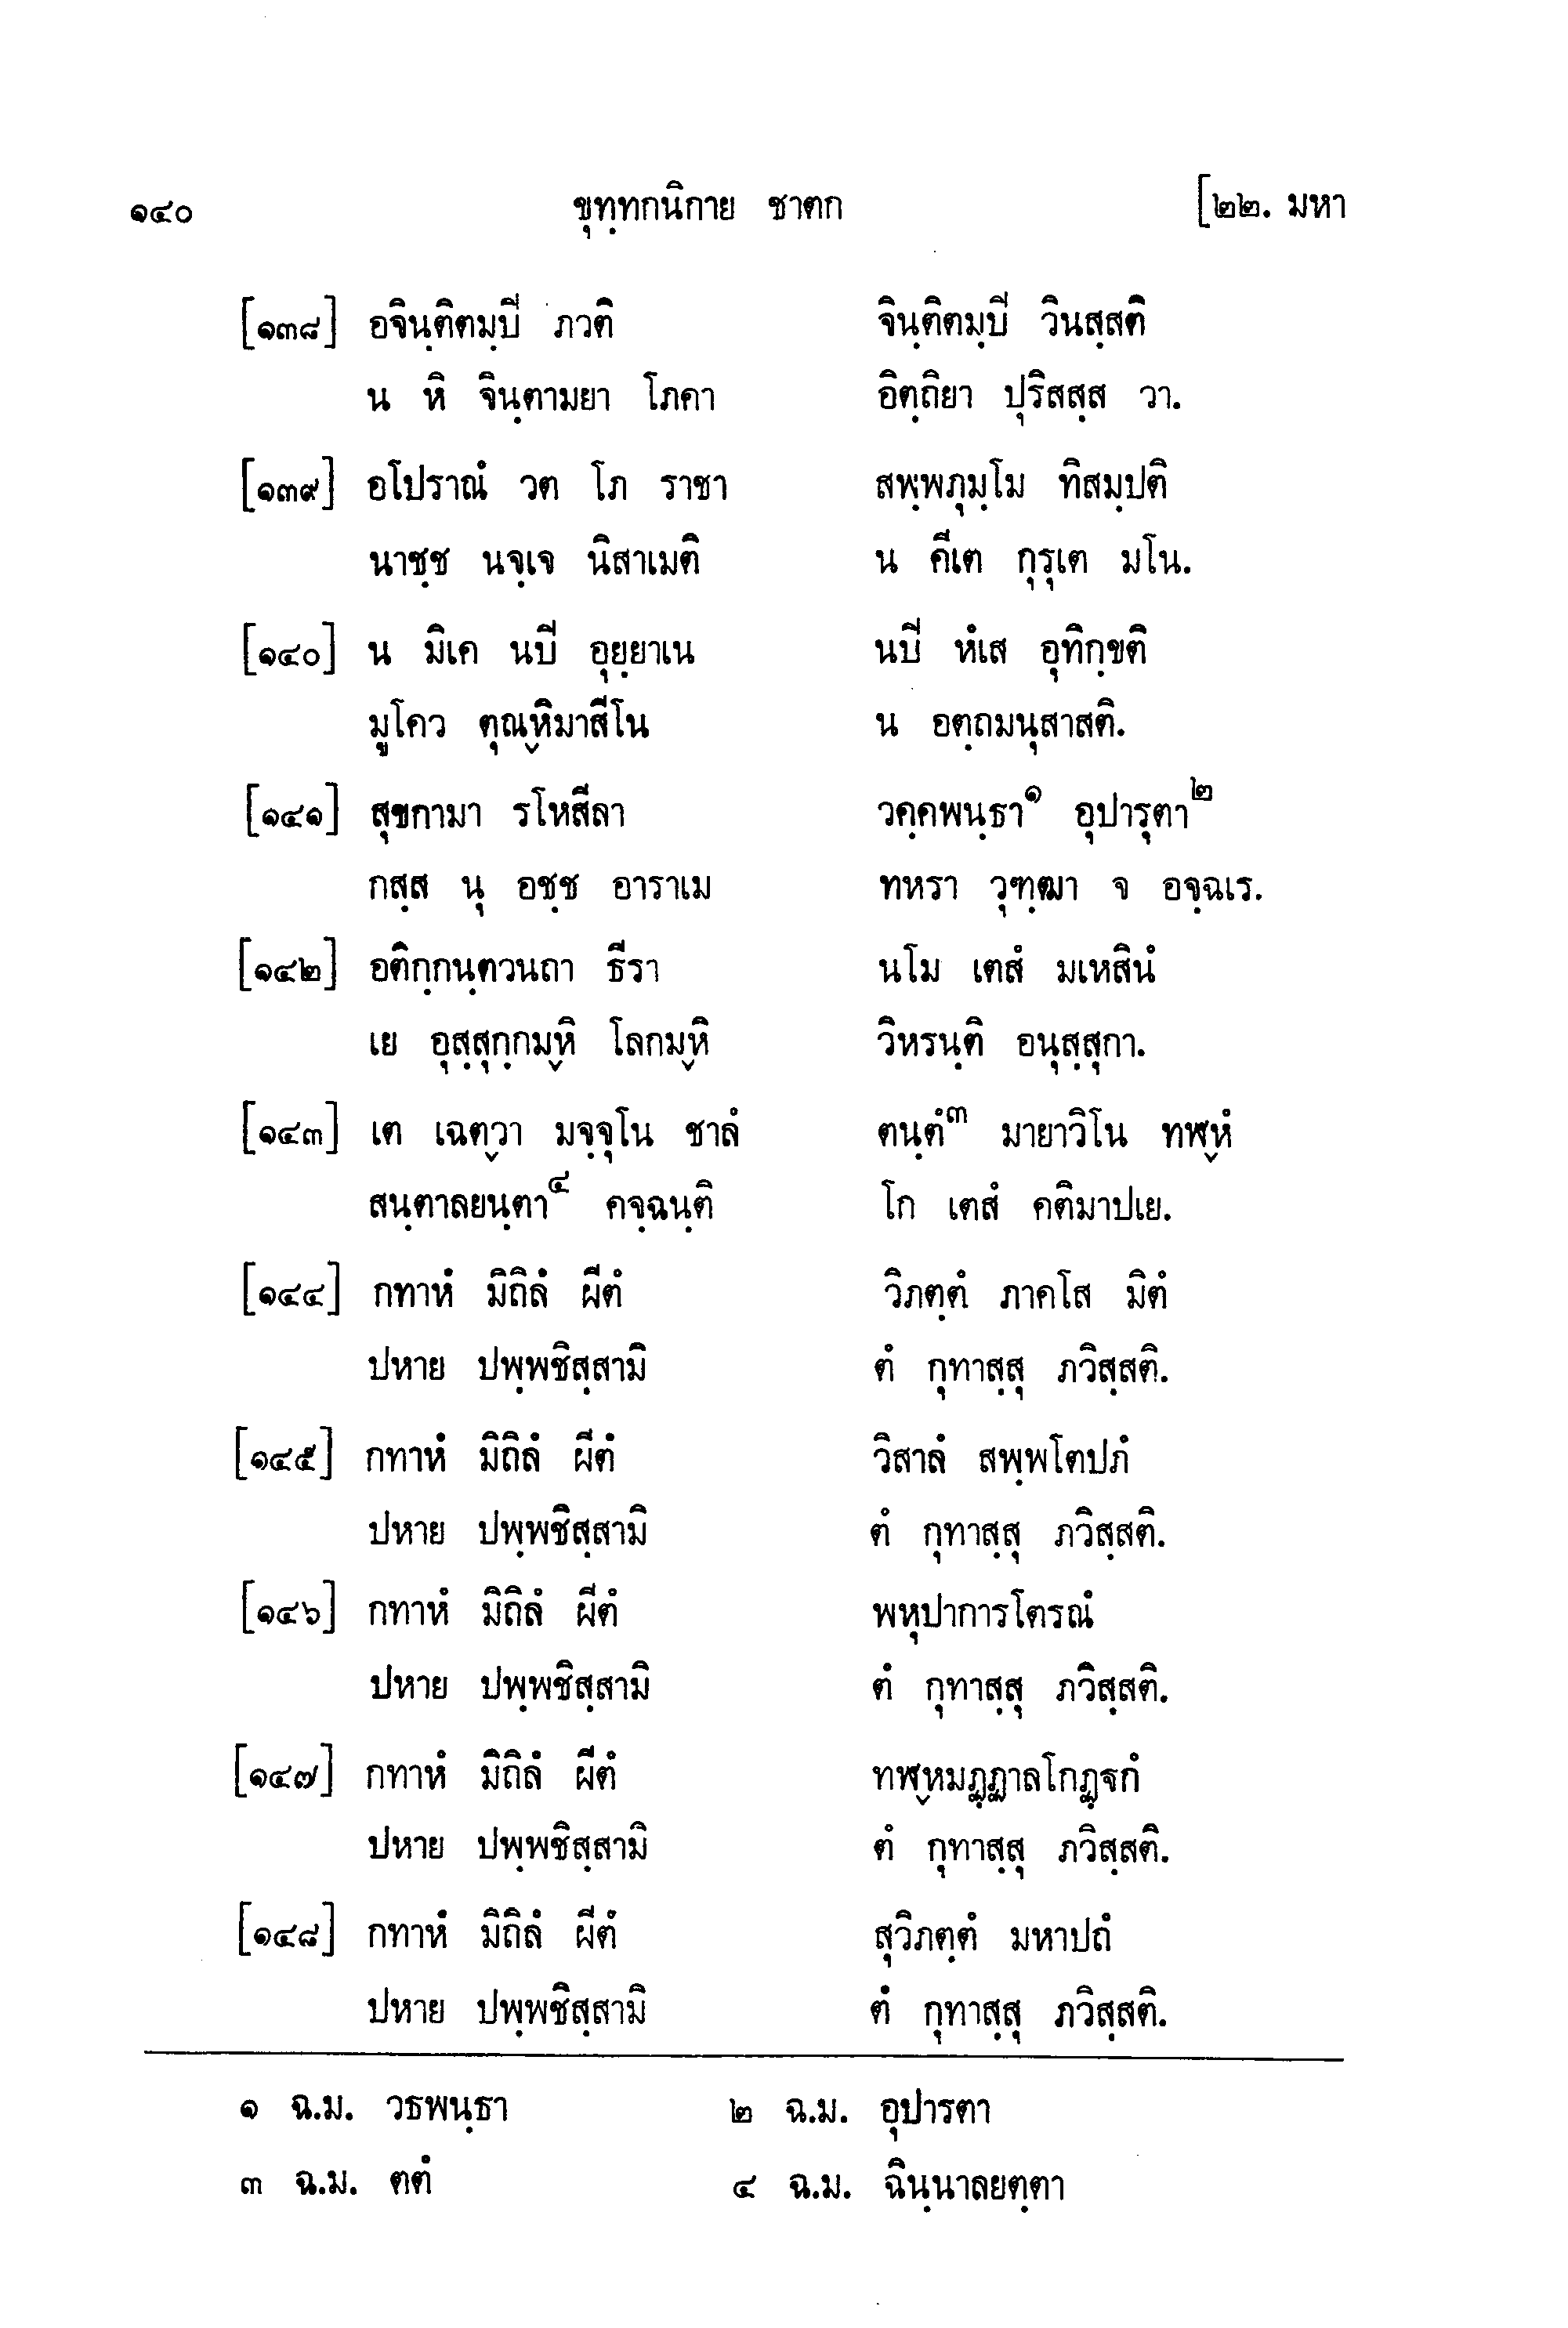 ๑๔๐ ขุทฺทกนิกาย ชาตก [๒๒. มหา
[๑๓๘] อจินฺติตมฺปิ ภวติ จินฺติตมฺปิ วินสฺสติ
น หิ จินฺตามยา โภคา อิตฺถิยา ปุริสสฺส วา.
[๑๓๙] อโปราณํ วต โภ ราชา สพฺพภุมฺโม ทิสมฺปติ
นาชฺช นจฺเจ นิสาเมติ น คีเต กุรุเต มโน.
[๑๔๐] น มิเค นปิ อุยฺยาเน นปิ หํเส อุทิกฺขติ
มูโคว ตุณฺหิมาสีโน น อตฺถมนุสาสติ.
[๑๔๑] สุขกามา รโหสีลา วคฺคพนฺธา๑ อุปารุตา๒
กสฺส นุ อชฺช อาราเม ทหรา วุฑฺฒา จ อจฺฉเร.
[๑๔๒] อติกฺกนฺตวนถา ธีรา นโม เตสํ มเหสินํ
เย อุสฺสุกฺกมฺหิ โลกมฺหิ วิหรนฺติ อนุสฺสุกา.
[๑๔๓] เต เฉตฺวา มจฺจุโน ชาลํ ตนฺตํ๓ มายาวิโน ทฬฺหํ
สนฺตาลยนฺตา๔ คจฺฉนฺติ โก เตสํ คติมาปเย.
[๑๔๔] กทาหํ มิถิลํ ผีตํ วิภตฺตํ ภาคโส มิตํ
ปหาย ปพฺพชิสฺสามิ ตํ กุทาสฺสุ ภวิสฺสติ.
[๑๔๕] กทาหํ มิถิลํ ผีตํ วิสาลํ สพฺพโตปภํ
ปหาย ปพฺพชิสฺสามิ ตํ กุทาสฺสุ ภวิสฺสติ.
[๑๔๖] กทาหํ มิถิลํ ผีตํ พหุปาการโตรณํ
ปหาย ปพฺพชิสฺสามิ ตํ กุทาสฺสุ ภวิสฺสติ.
[๑๔๗] กทาหํ มิถิลํ ผีตํ ทฬฺหมฏฺฏาลโกฏฺฐกํ
ปหาย ปพฺพชิสฺสามิ ตํ กุทาสฺสุ ภวิสฺสติ.
[๑๔๘] กทาหํ มิถิลํ ผีตํ สุวิภตฺตํ มหาปถํ
ปหาย ปพฺพชิสฺสามิ ตํ กุทาสฺสุ ภวิสฺสติ.
๑ ฉ.ม. วธพนฺธา ๒ ฉ.ม. อุปารตา
๓ ฉ.ม. ตตํ ๔ ฉ.ม. ฉินฺนาลยตฺตา